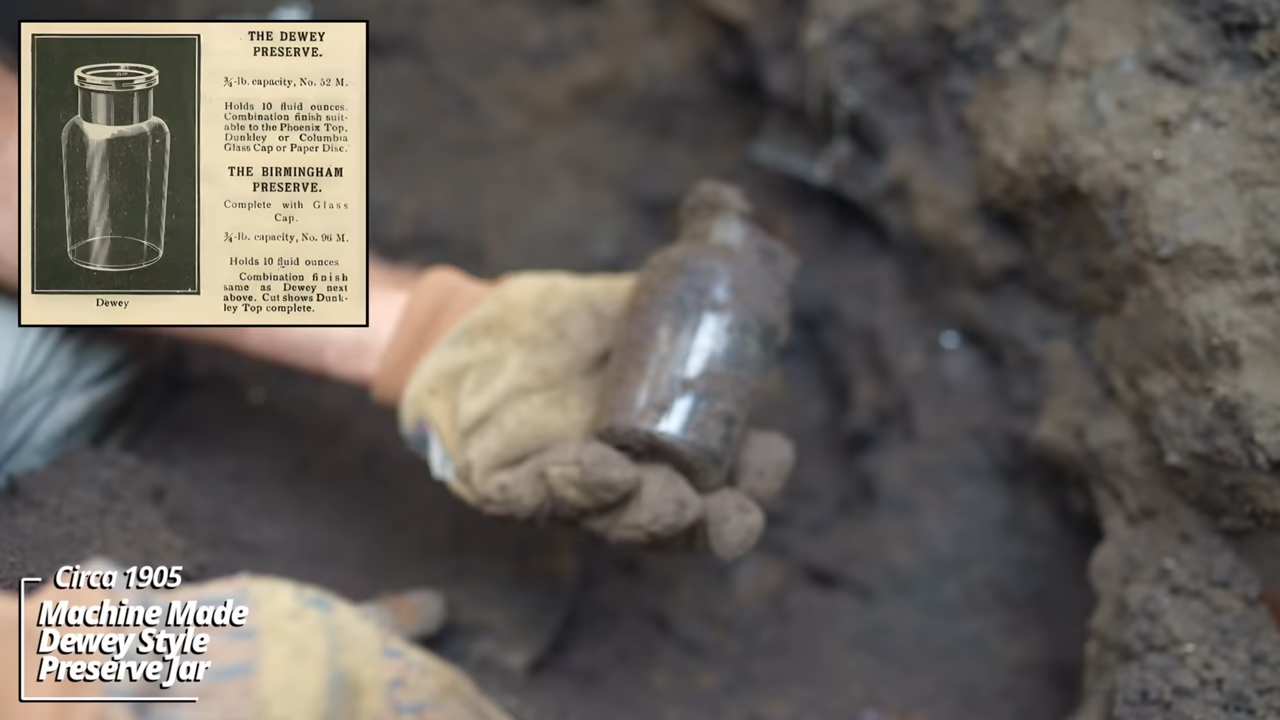 THE DEWEY
PRESERVE.
¾-lb. capacity, No. 52 M.
Holds 10 fluid ounces.
Combination finish suit-
able to the Phoenix Top,
Dunkley or Columbia
Glass Cap or Paper Disc.
THE BIRMINGHAM
PRESERVE.
Complete with Glass
Cap.
¾-lb. capacity, No. 96 M.
Holds 10 fluid ounces
Combination finish
same as Dewey next
above. Cut shows Dunk-
ley Top complete.
Dewey
Circa 1905
Machine Made
Dewey Style
Preserve Jar